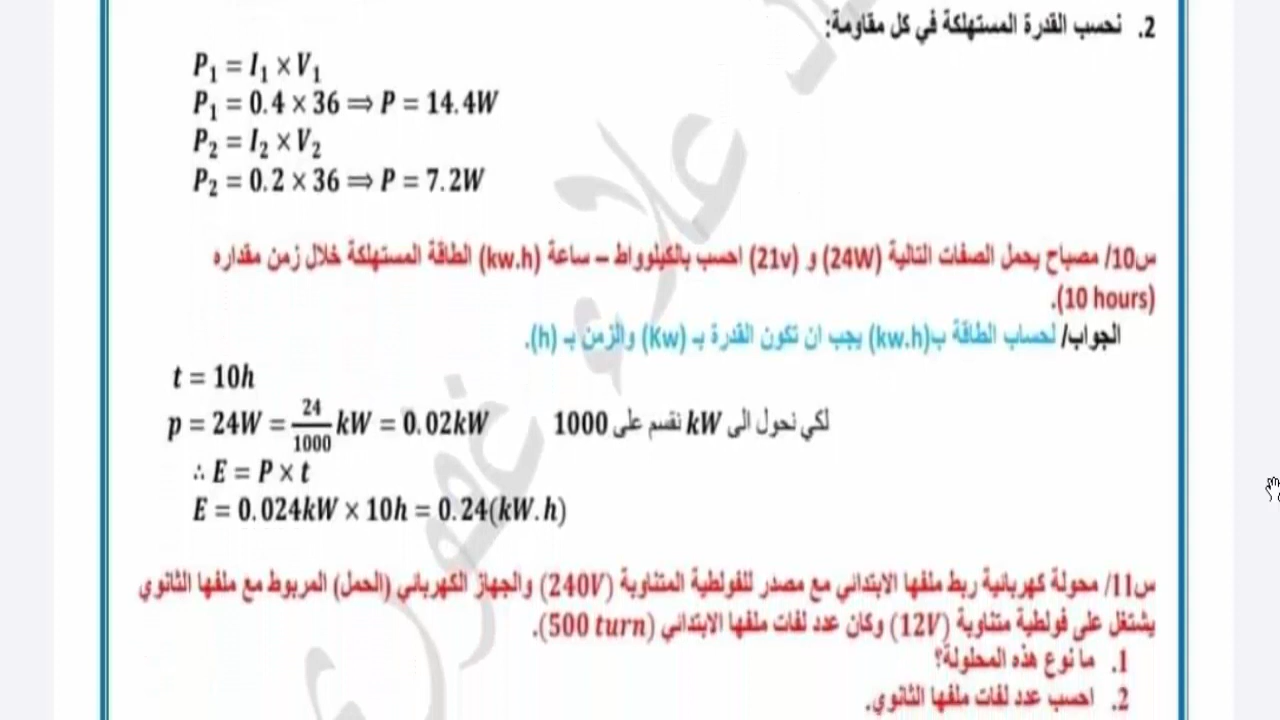 2. نحسب القدرة المستهلكة في كل مقاومة:
P₁ = I₁ × V₁
P₁ = 0.4 × 36 ⟹ P = 14.4W
P₂ = I₂ × V₂
P₂ = 0.2 × 36 ⟹ P = 7.2W
س10/ مصباح يحمل الصفات التالية (24W) و (21v) احسب بالكيلوواط – ساعة (kw.h) الطاقة المستهلكة خلال زمن مقداره
(10 hours).
الجواب/ لحساب الطاقة ب(kw.h) يجب ان تكون القدرة بـ (Kw) والزمن بـ (h).
t = 10h
p = 24W = 24/1000 kW = 0.02kW لكي نحول الى kW نقسم على 1000
∴ E = P × t
E = 0.024kW × 10h = 0.24(kW.h)
س11/ محولة كهربائية ربط ملفها الابتدائي مع مصدر للفولطية المتناوبة (240V) والجهاز الكهربائي (الحمل) المربوط مع ملفها الثانوي
يشتغل على فولطية متناوبة (12V) وكان عدد لفات ملفها الابتدائي (500 turn).
1. ما نوع هذه المحلولة؟
2. احسب عدد لفات ملفها الثانوي.